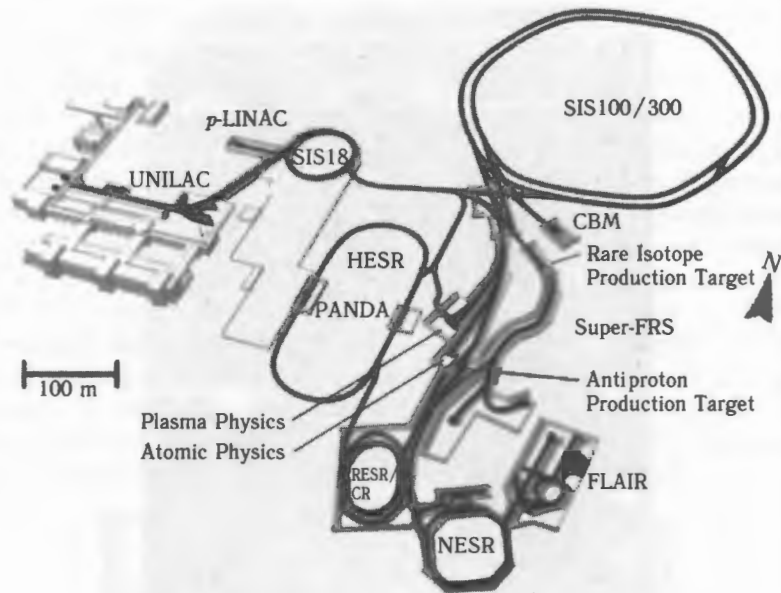 SIS100/300
p-LINAC
SIS18
UNILAC
CBM
Rare Isotope
Production Target
N
HESR
PANDA
Super-FRS
100 m
Antiproton
Production Target
Plasma Physics
Atomic Physics
RESR/
CR
FLAIR
NESR